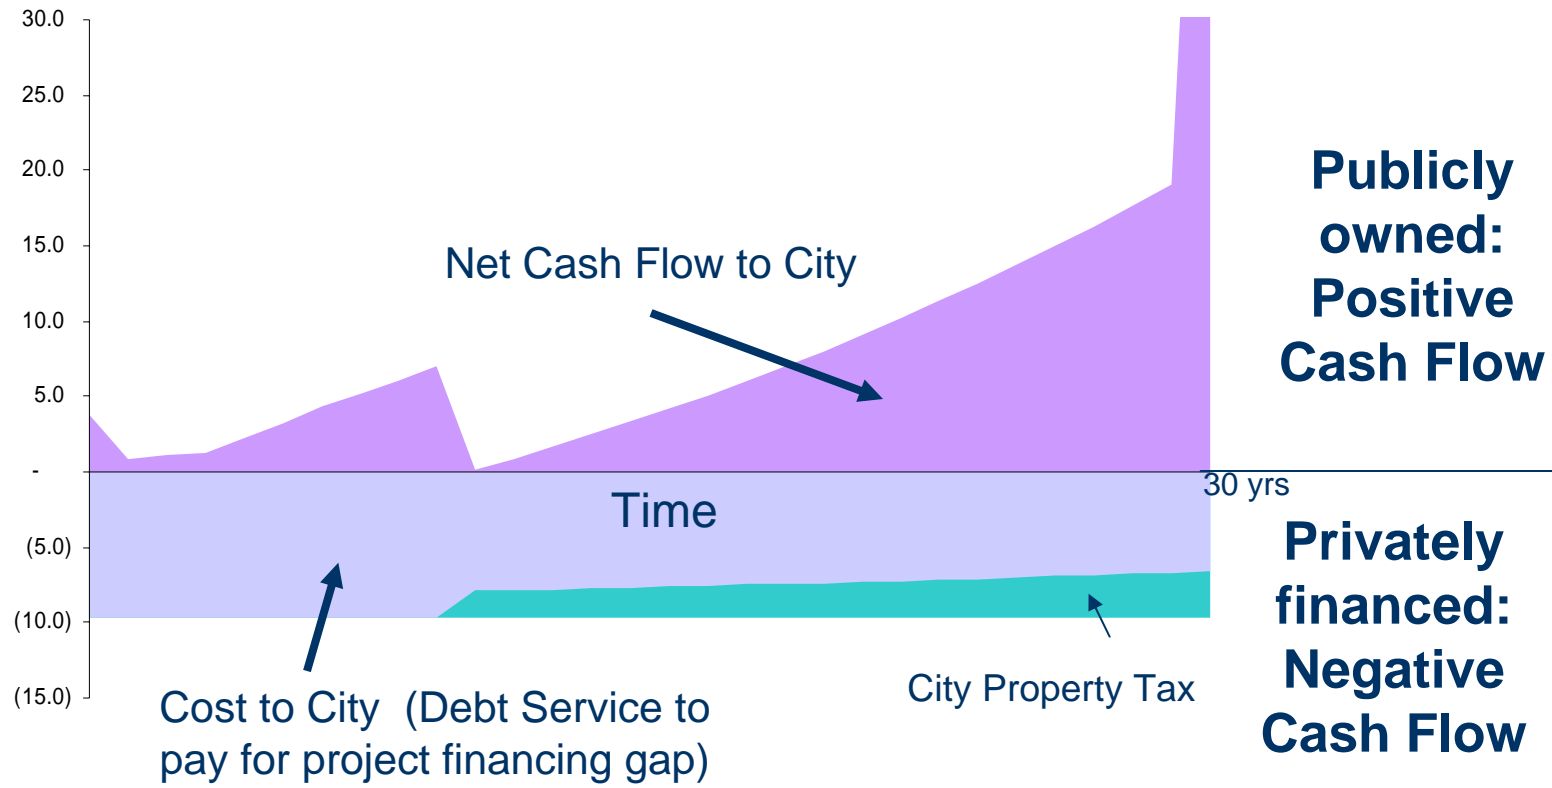 30.0
25.0
20.0
15.0
10.0
5.0
-
(5.0)
(10.0)
(15.0)
Net Cash Flow to City
Time
30 yrs
Cost to City (Debt Service to
pay for project financing gap)
City Property Tax
Publicly
owned:
Positive
Cash Flow
Privately
financed:
Negative
Cash Flow